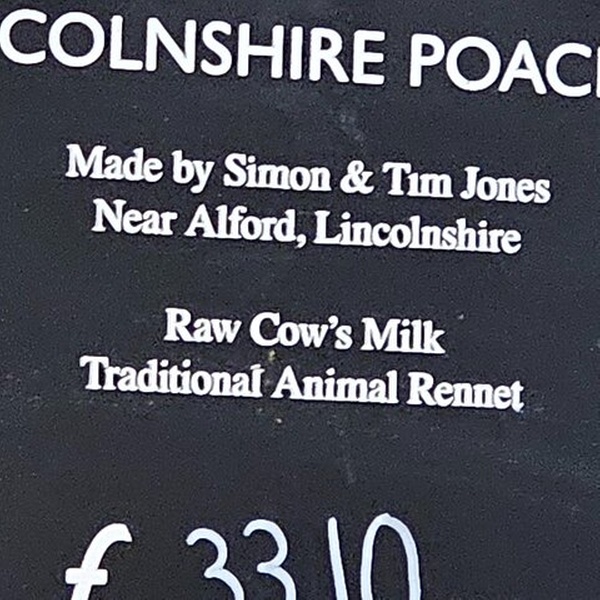 COLNSHIRE POAC
Made by Simon & Tim Jones
Near Alford, Lincolnshire
Raw Cow's Milk
Traditional Animal Rennet
£ 33 10